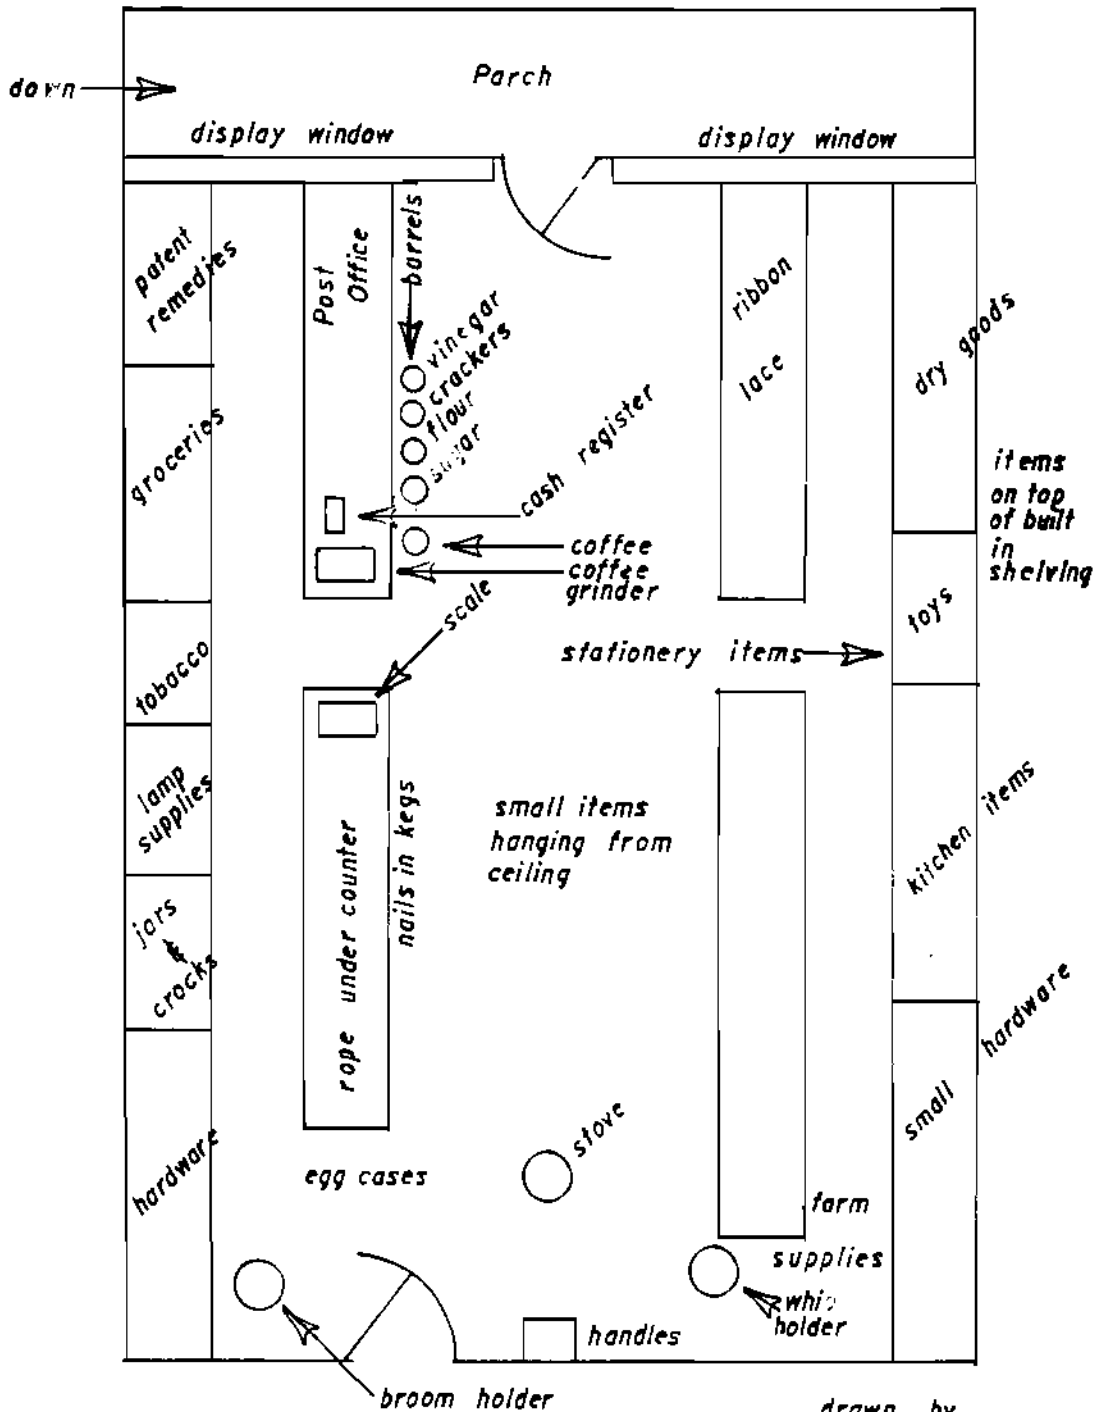 Parch
down
display window
display window
patent
remedies
Post
Office
barrels
vinegar
crackers
flour
sugar
ribbon
lace
dry goods
groceries
cash register
items
on top
of built
in
shelving
coffee
coffee
grinder
scale
toys
stationery items
tobacco
lamp
supplies
small items
hanging from
ceiling
nails in kegs
rope under counter
kitchen items
jars
&
crocks
small hardware
hardware
stove
egg cases
farm
supplies
holder
handles
broom holder
drawn by